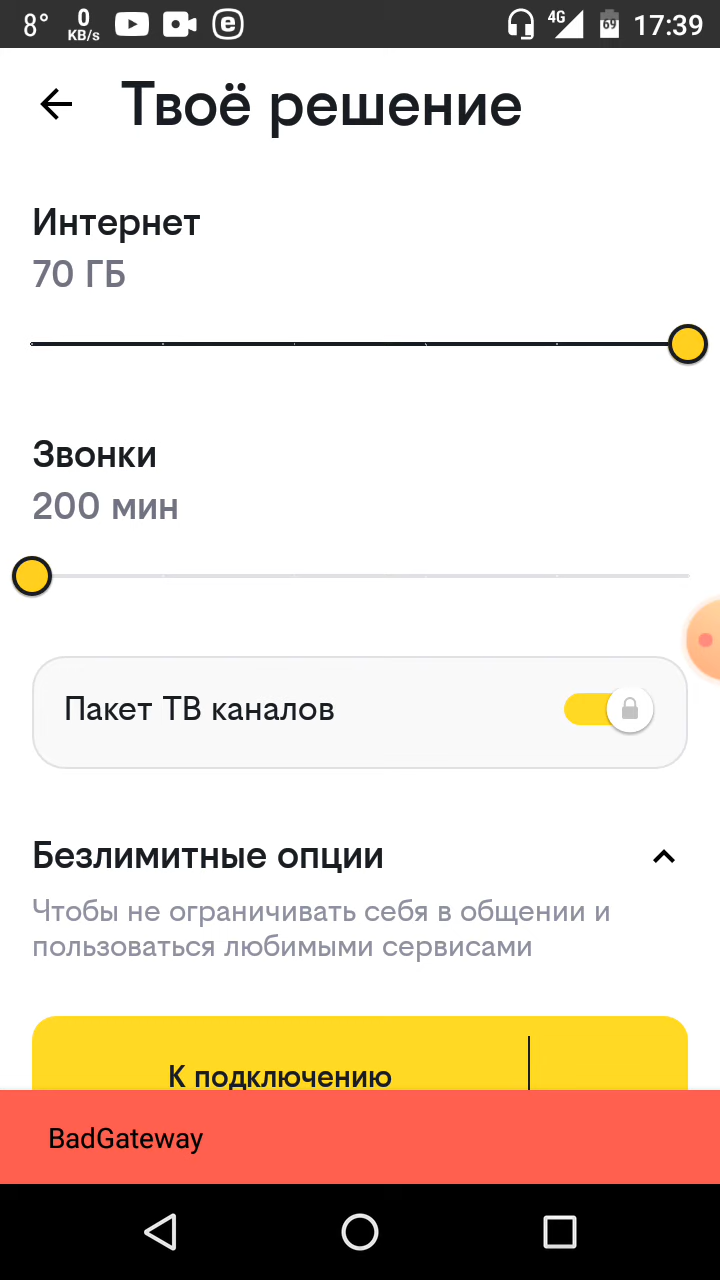 8° 0 KB/s 4G 69 17:39
Твоё решение
Интернет
70 ГБ
Звонки
200 мин
Пакет ТВ каналов
Безлимитные опции
Чтобы не ограничивать себя в общении и
пользоваться любимыми сервисами
К подключению
BadGateway